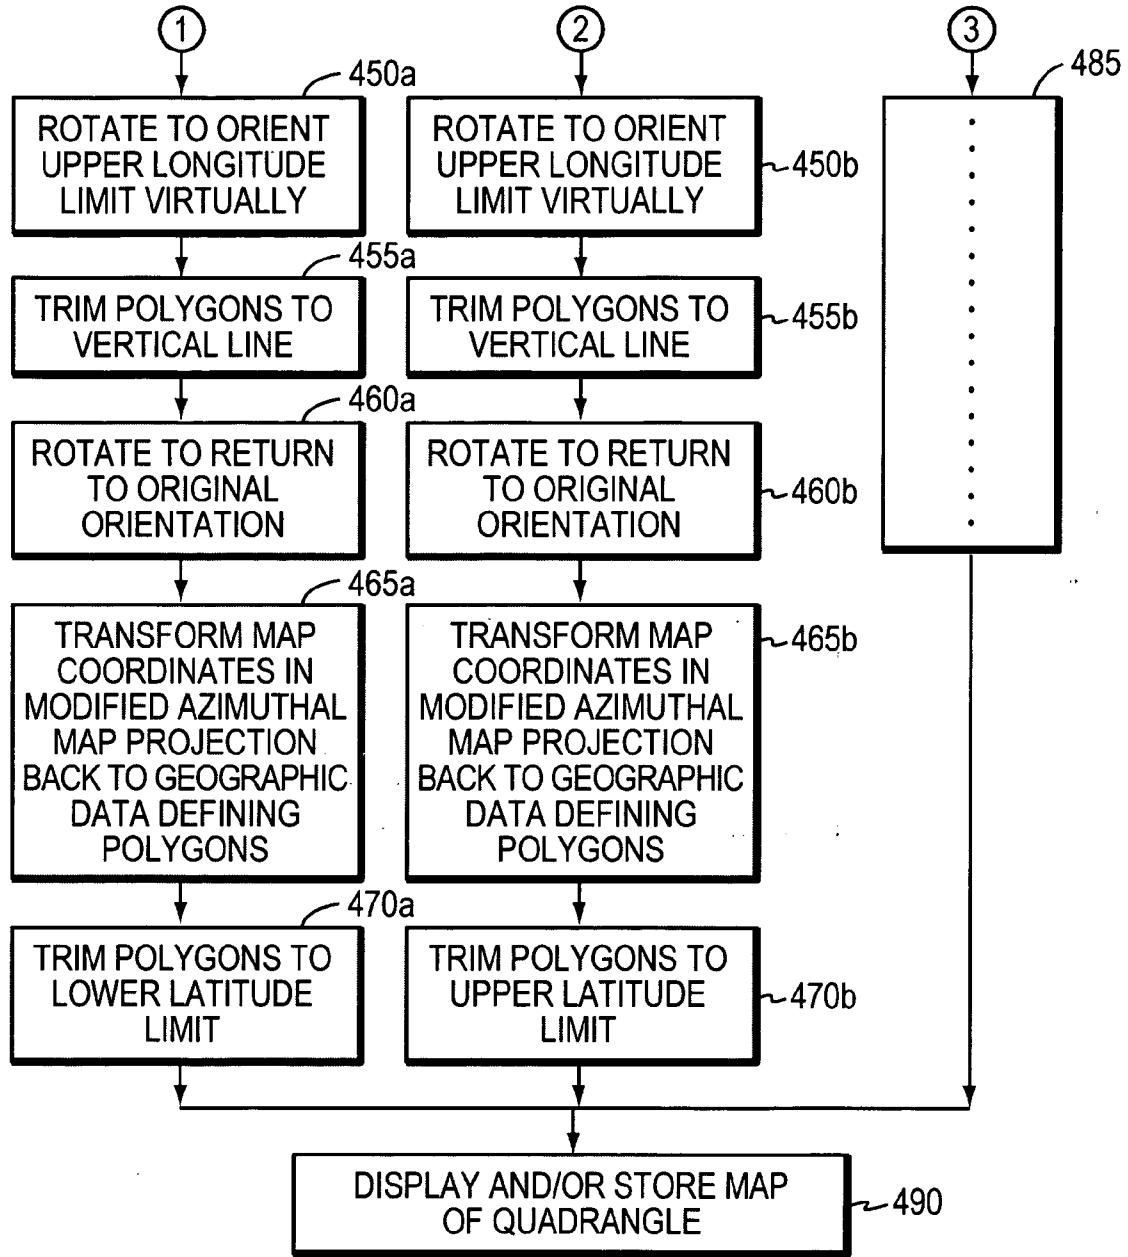 1
2
3
450a
ROTATE TO ORIENT
UPPER LONGITUDE
LIMIT VIRTUALLY
ROTATE TO ORIENT
UPPER LONGITUDE
LIMIT VIRTUALLY
450b
485
455a
TRIM POLYGONS TO
VERTICAL LINE
TRIM POLYGONS TO
VERTICAL LINE
455b
460a
ROTATE TO RETURN
TO ORIGINAL
ORIENTATION
ROTATE TO RETURN
TO ORIGINAL
ORIENTATION
460b
465a
TRANSFORM MAP
COORDINATES IN
MODIFIED AZIMUTHAL
MAP PROJECTION
BACK TO GEOGRAPHIC
DATA DEFINING
POLYGONS
TRANSFORM MAP
COORDINATES IN
MODIFIED AZIMUTHAL
MAP PROJECTION
BACK TO GEOGRAPHIC
DATA DEFINING
POLYGONS
465b
470a
TRIM POLYGONS TO
LOWER LATITUDE
LIMIT
TRIM POLYGONS TO
UPPER LATITUDE
LIMIT
470b
DISPLAY AND/OR STORE MAP
OF QUADRANGLE
490